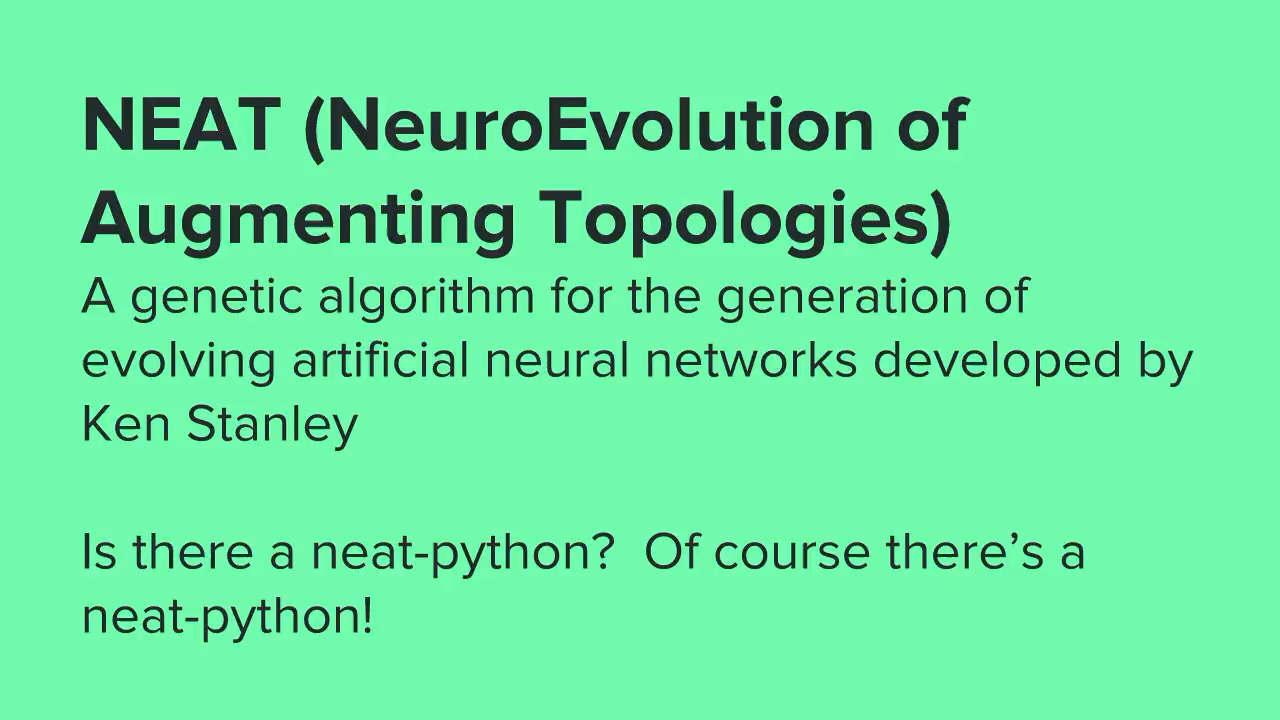 NEAT (NeuroEvolution of
Augmenting Topologies)
A genetic algorithm for the generation of
evolving artificial neural networks developed by
Ken Stanley
Is there a neat-python?  Of course there’s a
neat-python!